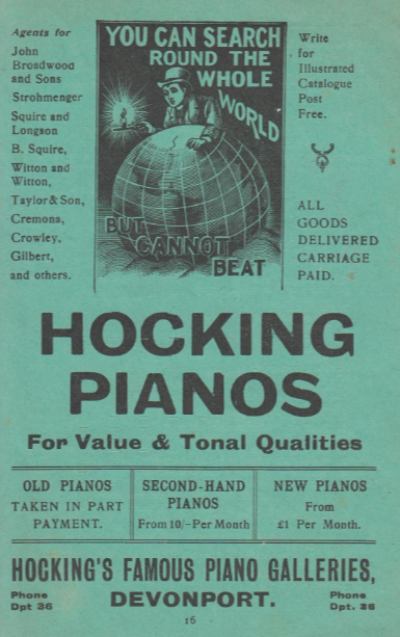 Agents for
John
Broadwood
and Sons
Strohmenger
Squire and
Longson
B. Squire,
Witton and
Witton,
Taylor & Son,
Cremona,
Crowley,
Gilbert,
and others.
YOU CAN SEARCH
ROUND THE
WHOLE
WORLD
BUT
CANNOT
BEAT
Write
for
Illustrated
Catalogue
Post
Free.
ALL
GOODS
DELIVERED
CARRIAGE
PAID.
HOCKING
PIANOS
For Value & Tonal Qualities
OLD PIANOS
TAKEN IN PART
PAYMENT.
SECOND-HAND
PIANOS
From 10/- Per Month
NEW PIANOS
From
£1 Per Month.
HOCKING'S FAMOUS PIANO GALLERIES,
Phone
Dpt 36
DEVONPORT.
Phone
Dpt. 36
16